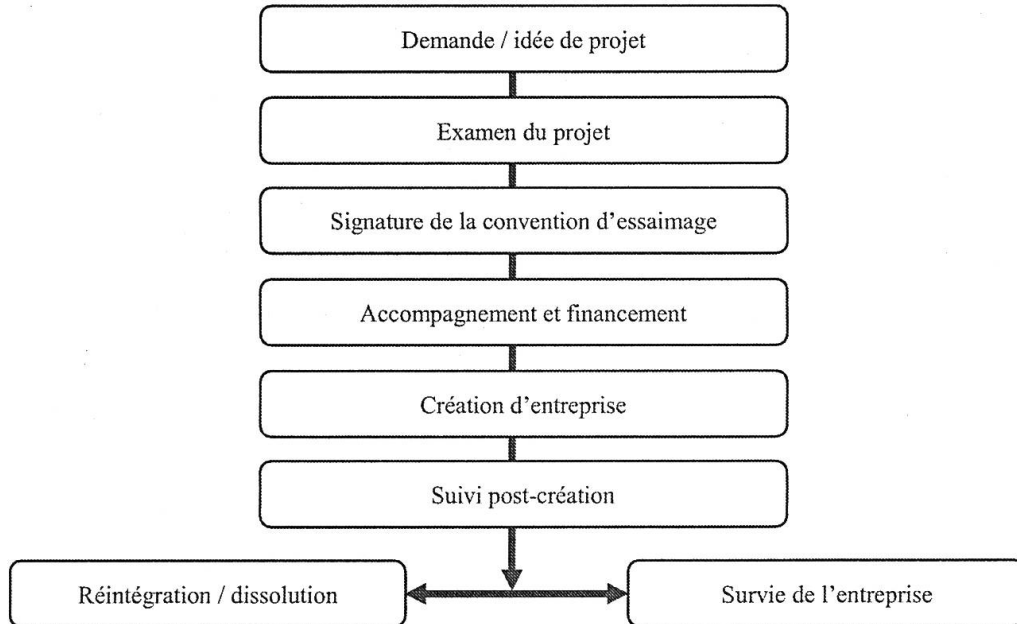 Demande / idée de projet
Examen du projet
Signature de la convention d'essaimage
Accompagnement et financement
Création d'entreprise
Suivi post-création
Réintégration / dissolution
Survie de l'entreprise